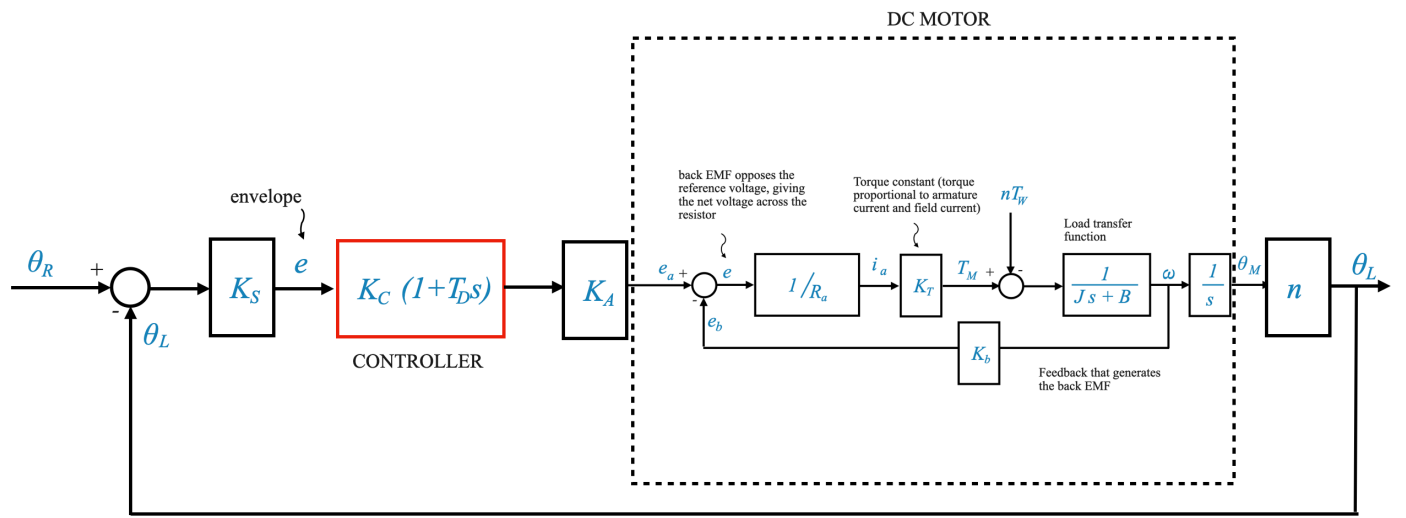 DC MOTOR
back EMF opposes the
reference voltage, giving
the net voltage across the
resistor
Torque constant (torque
proportional to armature
current and field current)
nT_W
Load transfer
function
envelope
θ_R
+
-
θ_L
K_S
e
K_C (1+T_D s)
CONTROLLER
K_A
e_a
+
-
e_b
e
1/R_a
i_a
K_T
T_M
+
-
1
J s + B
ω
1
s
θ_M
n
θ_L
K_b
Feedback that generates
the back EMF